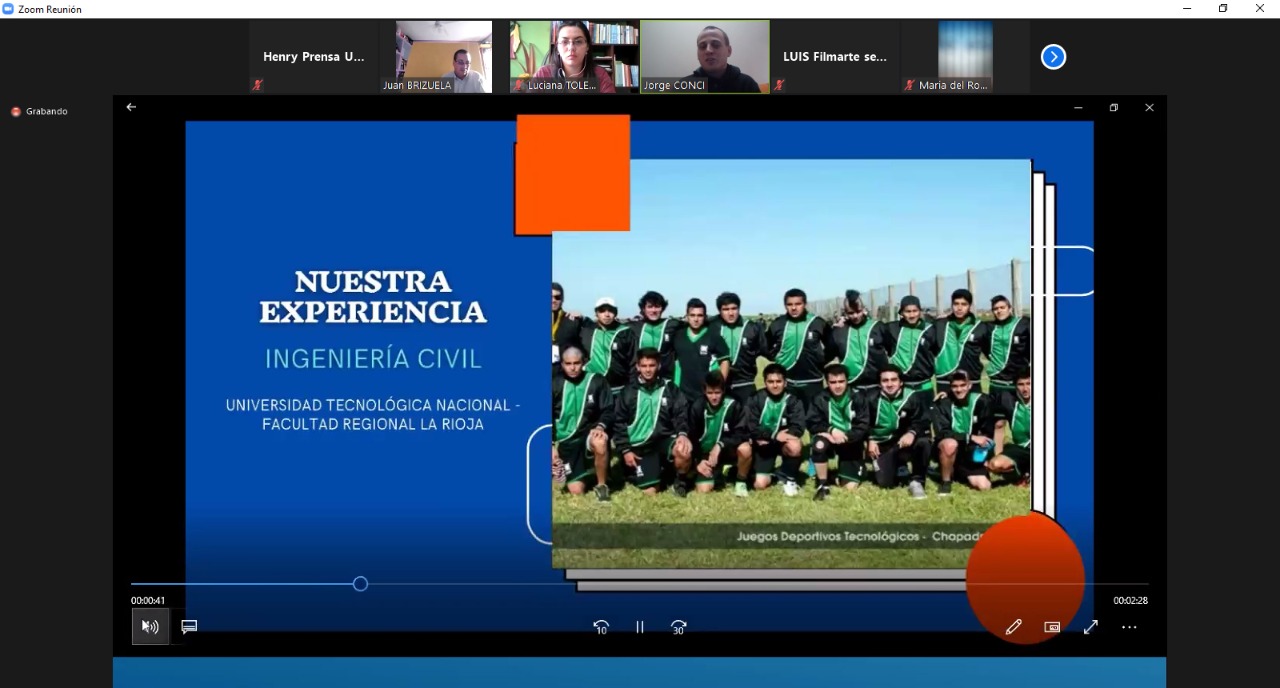 Zoom Reunión
Henry Prensa U...
Juan BRIZUELA
Luciana TOLE...
Jorge CONCI
LUIS Filmarte se...
Maria del Ro...
Grabando
NUESTRA
EXPERIENCIA
INGENIERÍA CIVIL
UNIVERSIDAD TECNOLÓGICA NACIONAL -
FACULTAD REGIONAL LA RIOJA
Juegos Deportivos Tecnológicos - Chapad
00:00:41
00:02:28
10
30